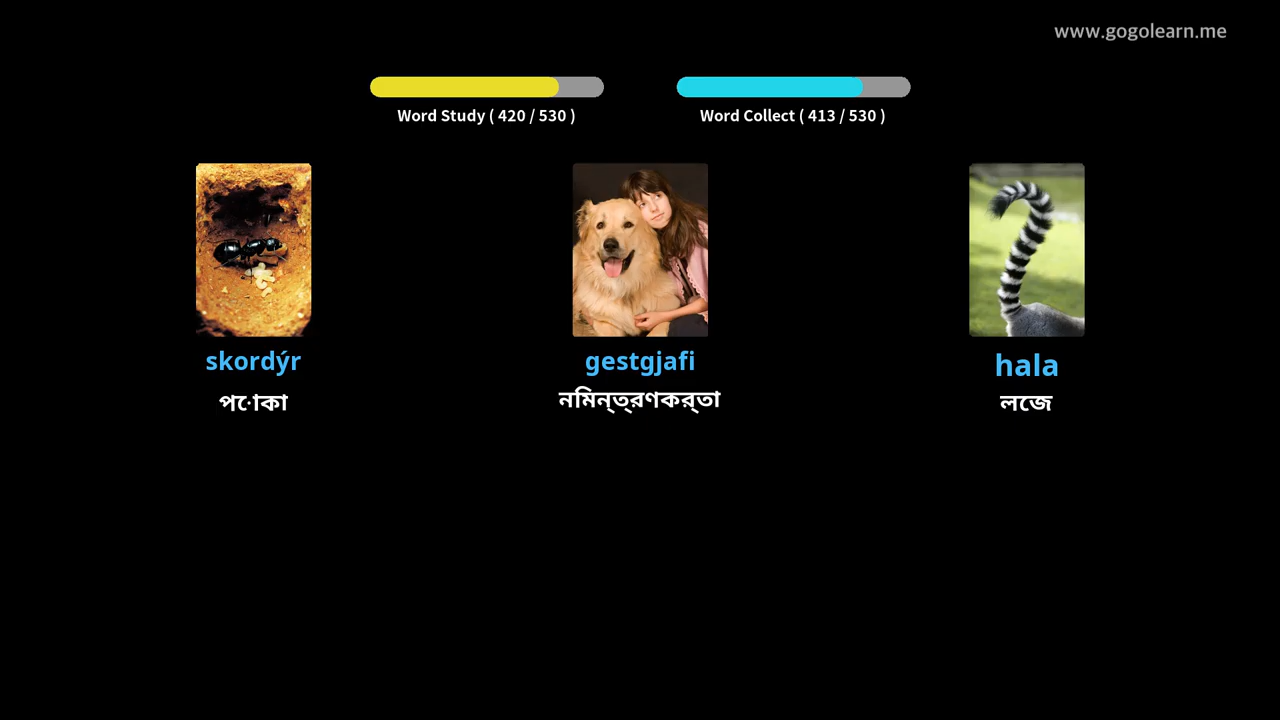 www.gogolearn.me
Word Study ( 420 / 530 )
Word Collect ( 413 / 530 )
skordýr
gestgjafi
hala
পোকা
নিমন্ত্রণকর্তা
লেজ